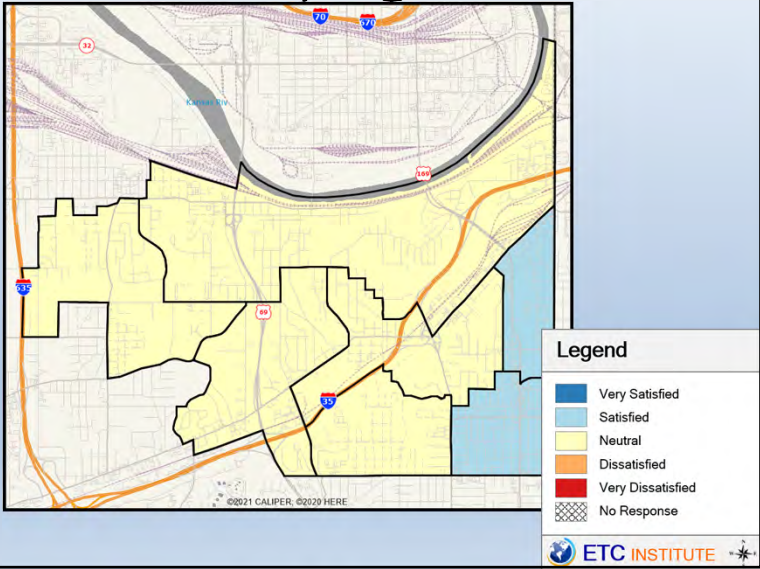 70
670
32
Kansas Riv
169
635
69
35
©2021 CALIPER; ©2020 HERE
Legend
Very Satisfied
Satisfied
Neutral
Dissatisfied
Very Dissatisfied
No Response
ETC INSTITUTE